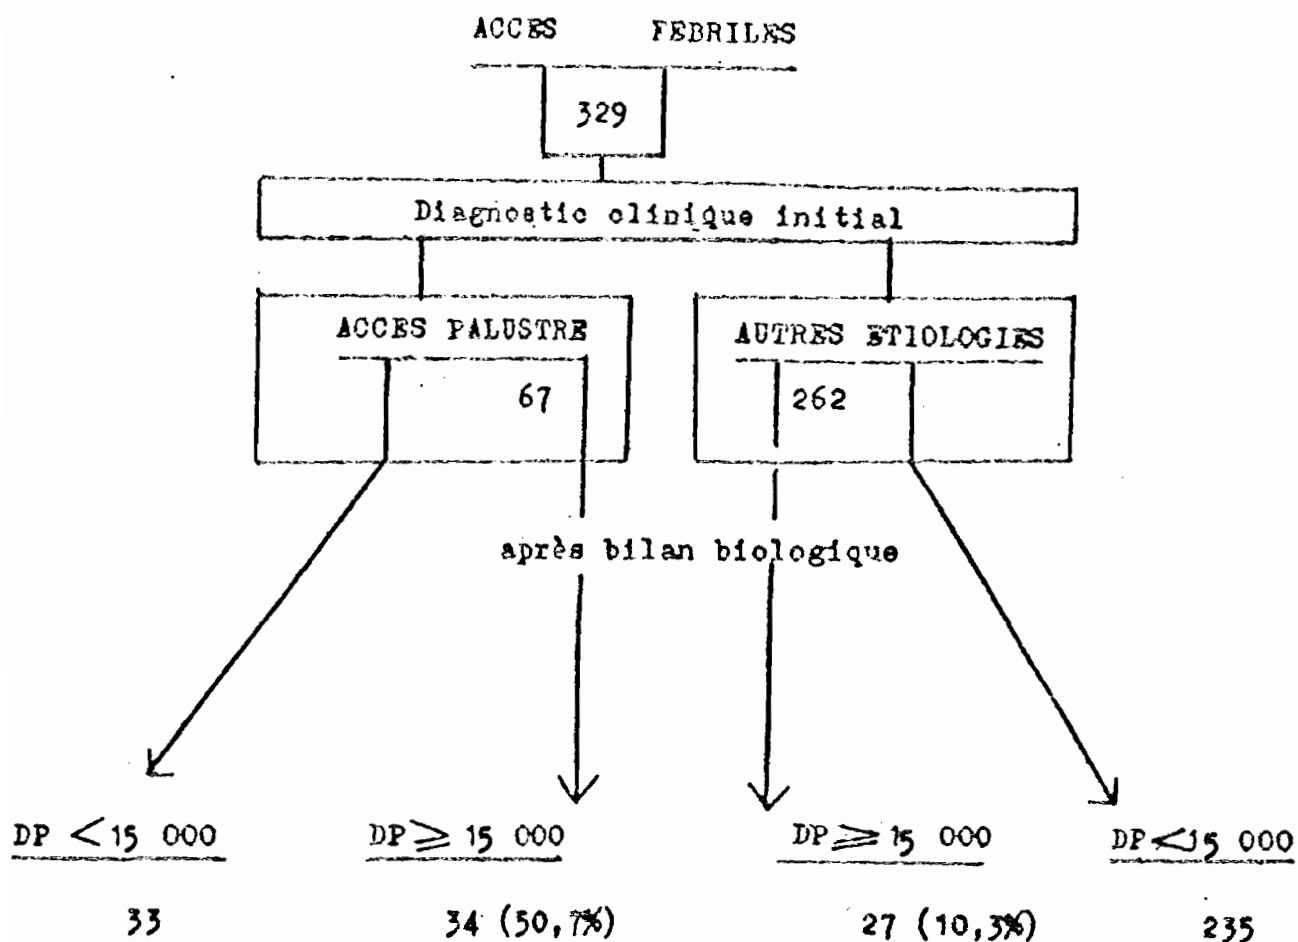 ACCES FEBRILES
329
Diagnostic clinique initial
ACCES PALUSTRE
67
AUTRES ETIOLOGIES
262
après bilan biologique
DP < 15 000
DP ≥ 15 000
DP ≥ 15 000
DP < 15 000
33
34 (50,7%)
27 (10,3%)
235